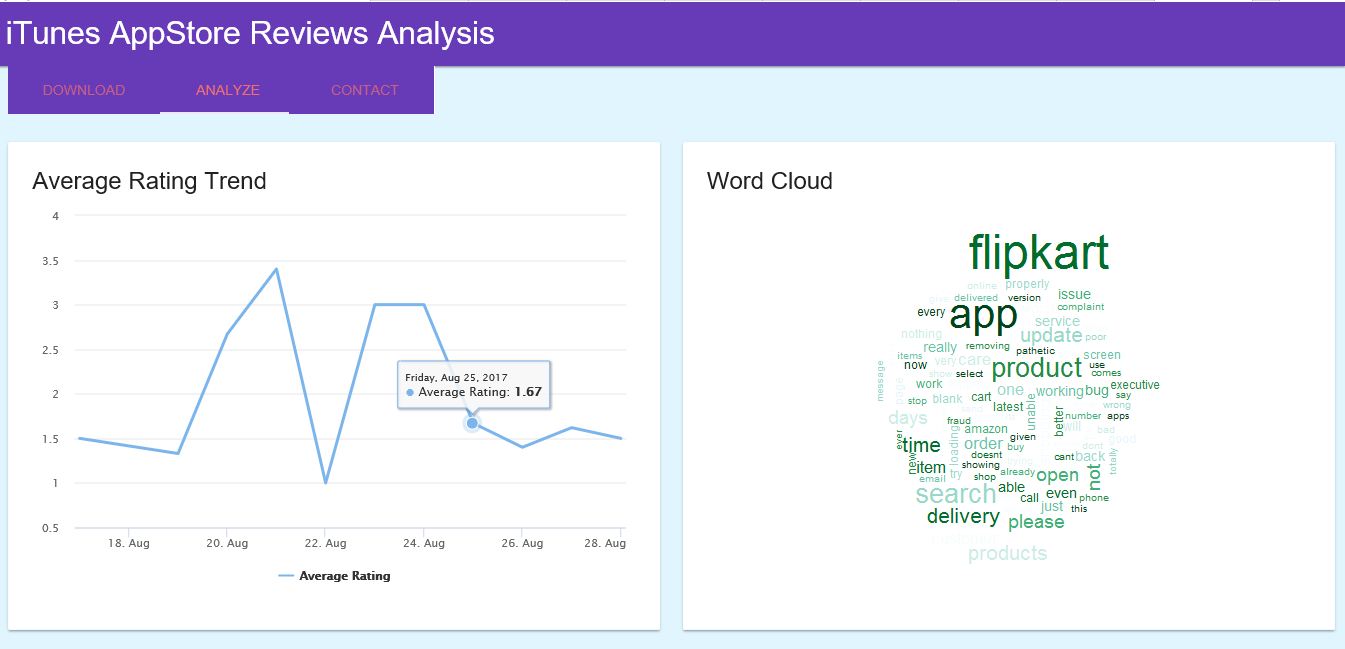 iTunes AppStore Reviews Analysis
DOWNLOAD ANALYZE CONTACT
Average Rating Trend
4
3.5
3
2.5
2
1.5
1
0.5
Friday, Aug 25, 2017
Average Rating: 1.67
18. Aug 20. Aug 22. Aug 24. Aug 26. Aug 28. Aug
Average Rating
Word Cloud
flipkart
online properly
give delivered version issue
complaint
every app service
nothing update poor
really removing pathetic
items very care screen
now product use
message show select comes
page work one working bug executive
stop blank cart say
latest unable wrong
days better number apps
fraud will
ever amazon given bad
time loading order buy good
dont
new doesnt cant back totally
item showing
email try shop already open not
search able even phone
call just this
delivery please
products